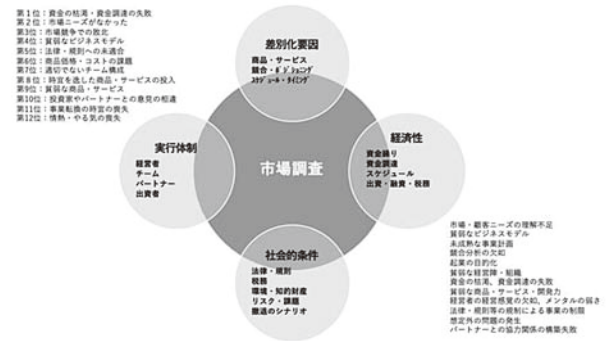 第1位：資金の枯渇・資金調達の失敗
第2位：市場ニーズがなかった
第3位：市場競争での敗北
第4位：貧弱なビジネスモデル
第5位：法律・規則への未適合
第6位：商品価格・コストの課題
第7位：適切でないチーム構成
第8位：時宜を逸した商品・サービスの投入
第9位：貧弱な商品・サービス
第10位：投資家やパートナーとの意見の相違
第11位：事業転換の時宜の喪失
第12位：情熱・やる気の喪失
差別化要因
商品・サービス
競合・ポジショニング
スケジュール・タイミング
実行体制
経営者
チーム
パートナー
出資者
市場調査
経済性
資金繰り
資金調達
スケジュール
出資・融資・税務
社会的条件
法律・規則
税務
環境・知的財産
リスク・課題
撤退のシナリオ
市場・顧客ニーズの理解不足
貧弱なビジネスモデル
未成熟な事業計画
競合分析の欠如
起業の目的化
貧弱な経営陣・組織
資金の枯渇、資金調達の失敗
貧弱な商品・サービス・開発力
経営者の経営感覚の欠如、メンタルの弱さ
法律・規則等の規制による事業の制限
想定外の問題の発生
パートナーとの協力関係の構築失敗